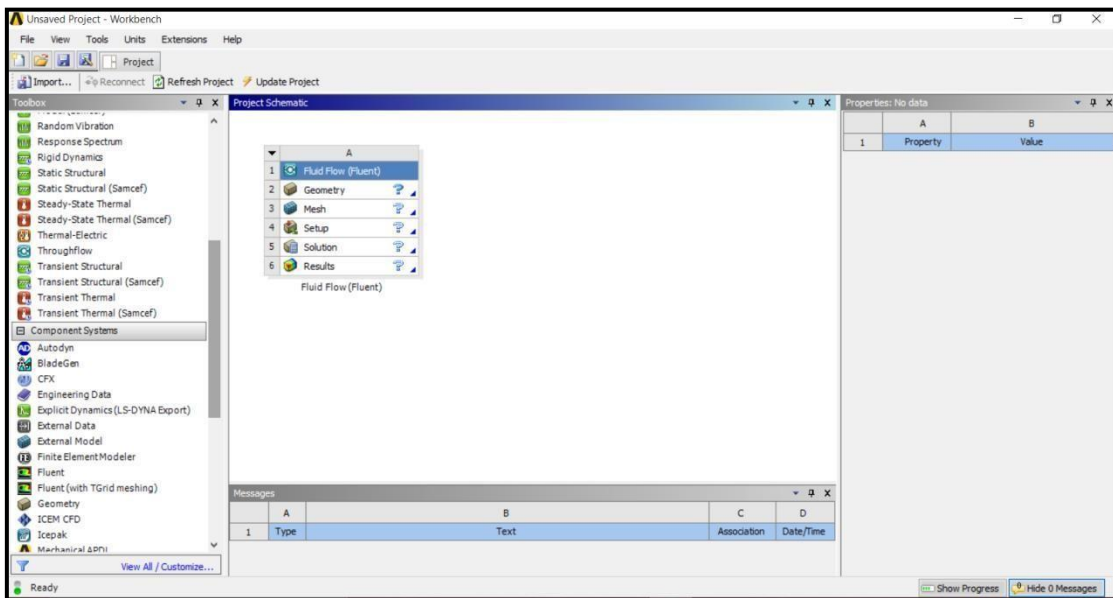 Unsaved Project - Workbench
File View Tools Units Extensions Help
Project
Import... Reconnect Refresh Project Update Project
Toolbox
Random Vibration
Response Spectrum
Rigid Dynamics
Static Structural
Static Structural (Samcef)
Steady-State Thermal
Steady-State Thermal (Samcef)
Thermal-Electric
Throughflow
Transient Structural
Transient Structural (Samcef)
Transient Thermal
Transient Thermal (Samcef)
Component Systems
Autodyn
BladeGen
CFX
Engineering Data
Explicit Dynamics (LS-DYNA Export)
External Data
External Model
Finite Element Modeler
Fluent
Fluent (with TGrid meshing)
Geometry
ICEM CFD
Icepak
Mechanical APDL
View All / Customize...
Project Schematic
A
1 Fluid Flow (Fluent)
2 Geometry ?
3 Mesh ?
4 Setup ?
5 Solution ?
6 Results ?
Fluid Flow (Fluent)
Messages
A B C D
1 Type Text Association Date/Time
Properties: No data
A B
1 Property Value
Ready
Show Progress Hide 0 Messages